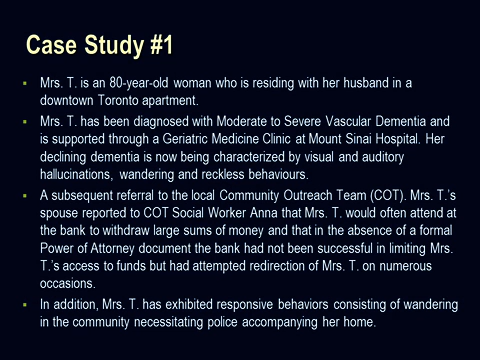 Case Study #1
Mrs. T. is an 80-year-old woman who is residing with her husband in a
downtown Toronto apartment.
Mrs. T. has been diagnosed with Moderate to Severe Vascular Dementia and
is supported through a Geriatric Medicine Clinic at Mount Sinai Hospital. Her
declining dementia is now being characterized by visual and auditory
hallucinations, wandering and reckless behaviours.
A subsequent referral to the local Community Outreach Team (COT). Mrs. T.'s
spouse reported to COT Social Worker Anna that Mrs. T. would often attend at
the bank to withdraw large sums of money and that in the absence of a formal
Power of Attorney document the bank had not been successful in limiting Mrs.
T.'s access to funds but had attempted redirection of Mrs. T. on numerous
occasions.
In addition, Mrs. T. has exhibited responsive behaviors consisting of wandering
in the community necessitating police accompanying her home.